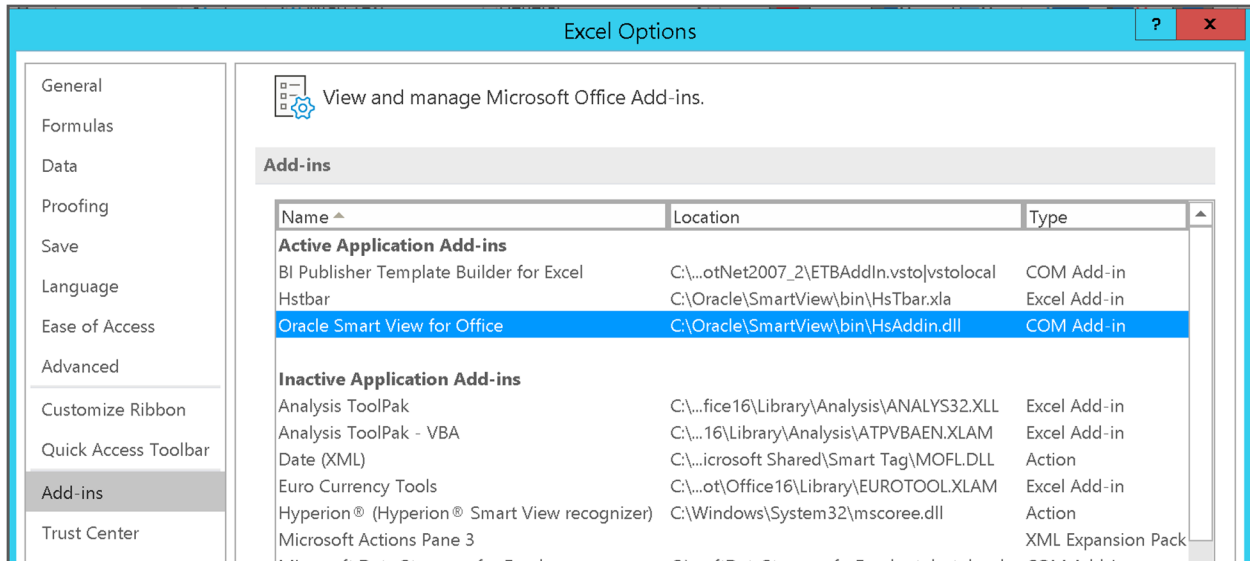 Excel Options ? x
General
Formulas
Data
Proofing
Save
Language
Ease of Access
Advanced
Customize Ribbon
Quick Access Toolbar
Add-ins
Trust Center
View and manage Microsoft Office Add-ins.
Add-ins
Name Location Type
Active Application Add-ins
BI Publisher Template Builder for Excel C:\...otNet2007_2\ETBAddIn.vsto|vstolocal COM Add-in
Hstbar C:\Oracle\SmartView\bin\HsTbar.xla Excel Add-in
Oracle Smart View for Office C:\Oracle\SmartView\bin\HsAddin.dll COM Add-in
Inactive Application Add-ins
Analysis ToolPak C:\...fice16\Library\Analysis\ANALYS32.XLL Excel Add-in
Analysis ToolPak - VBA C:\...16\Library\Analysis\ATPVBAEN.XLAM Excel Add-in
Date (XML) C:\...icrosoft Shared\Smart Tag\MOFL.DLL Action
Euro Currency Tools C:\...ot\Office16\Library\EUROTOOL.XLAM Excel Add-in
Hyperion® (Hyperion® Smart View recognizer) C:\Windows\System32\mscoree.dll Action
Microsoft Actions Pane 3 XML Expansion Pack